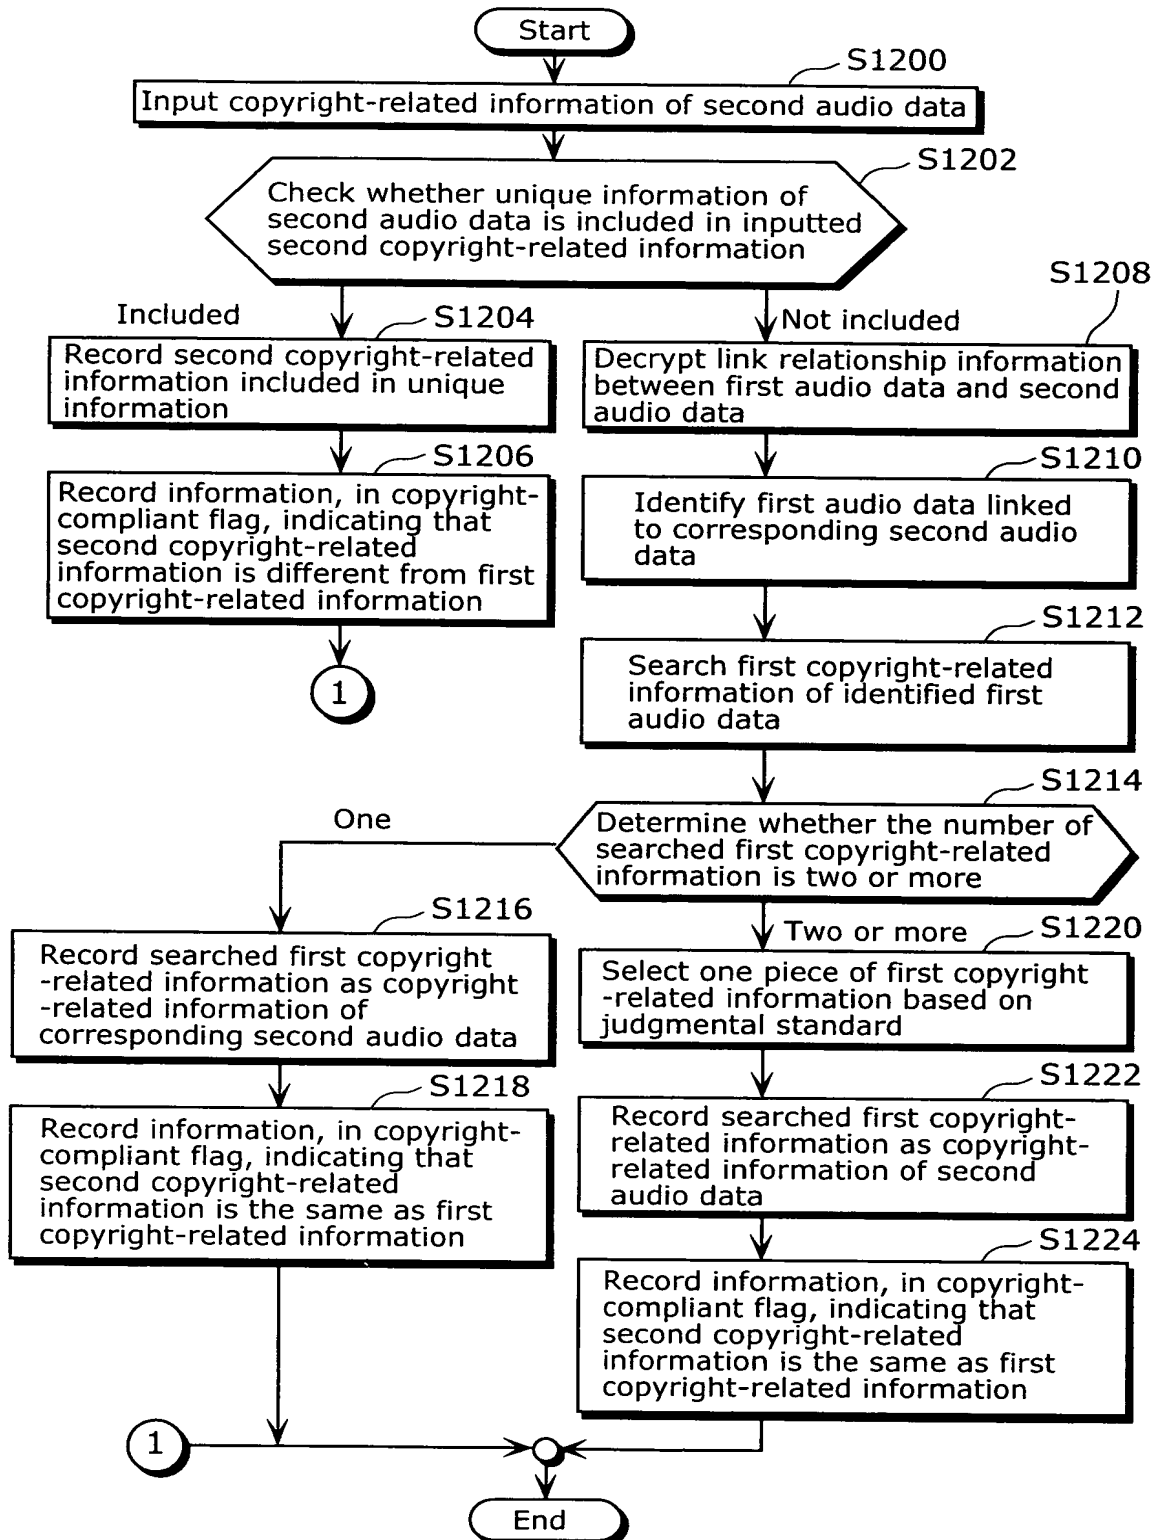 Start
S1200
Input copyright-related information of second audio data
S1202
Check whether unique information of
second audio data is included in inputted
second copyright-related information
Included
S1204
Record second copyright-related
information included in unique
information
S1206
Record information, in copyright-
compliant flag, indicating that
second copyright-related
information is different from first
copyright-related information
1
Not included
S1208
Decrypt link relationship information
between first audio data and second
audio data
S1210
Identify first audio data linked
to corresponding second audio
data
S1212
Search first copyright-related
information of identified first
audio data
S1214
Determine whether the number of
searched first copyright-related
information is two or more
One
S1216
Record searched first copyright
-related information as copyright
-related information of
corresponding second audio data
S1218
Record information, in copyright-
compliant flag, indicating that
second copyright-related
information is the same as first
copyright-related information
Two or more
S1220
Select one piece of first copyright
-related information based on
judgmental standard
S1222
Record searched first copyright-
related information as copyright-
related information of second
audio data
S1224
Record information, in copyright-
compliant flag, indicating that
second copyright-related
information is the same as first
copyright-related information
1
End